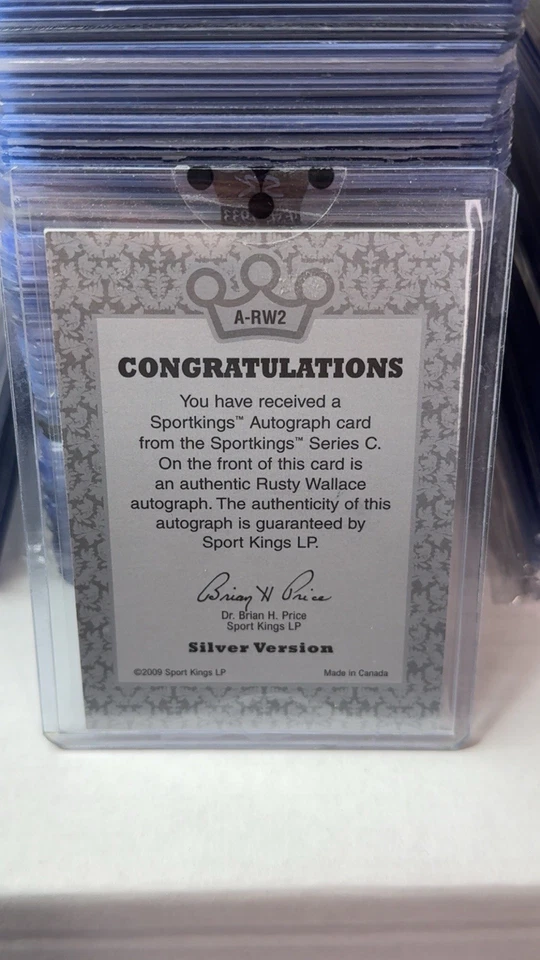 A-RW2
CONGRATULATIONS
You have received a
Sportkings™ Autograph card
from the Sportkings™ Series C.
On the front of this card is
an authentic Rusty Wallace
autograph. The authenticity of this
autograph is guaranteed by
Sport Kings LP.
Brian H Price
Dr. Brian H. Price
Sport Kings LP
Silver Version
©2009 Sport Kings LP Made in Canada